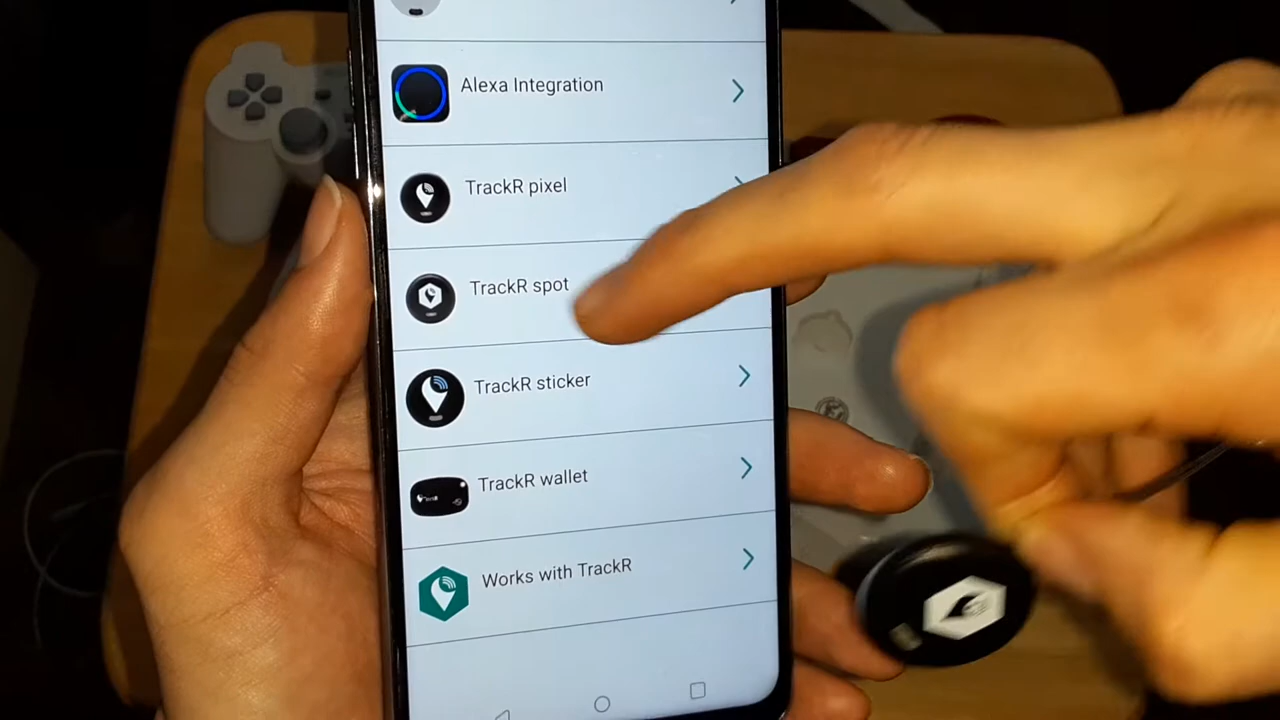 Alexa Integration
TrackR pixel
TrackR spot
TrackR sticker
TrackR wallet
Works with TrackR